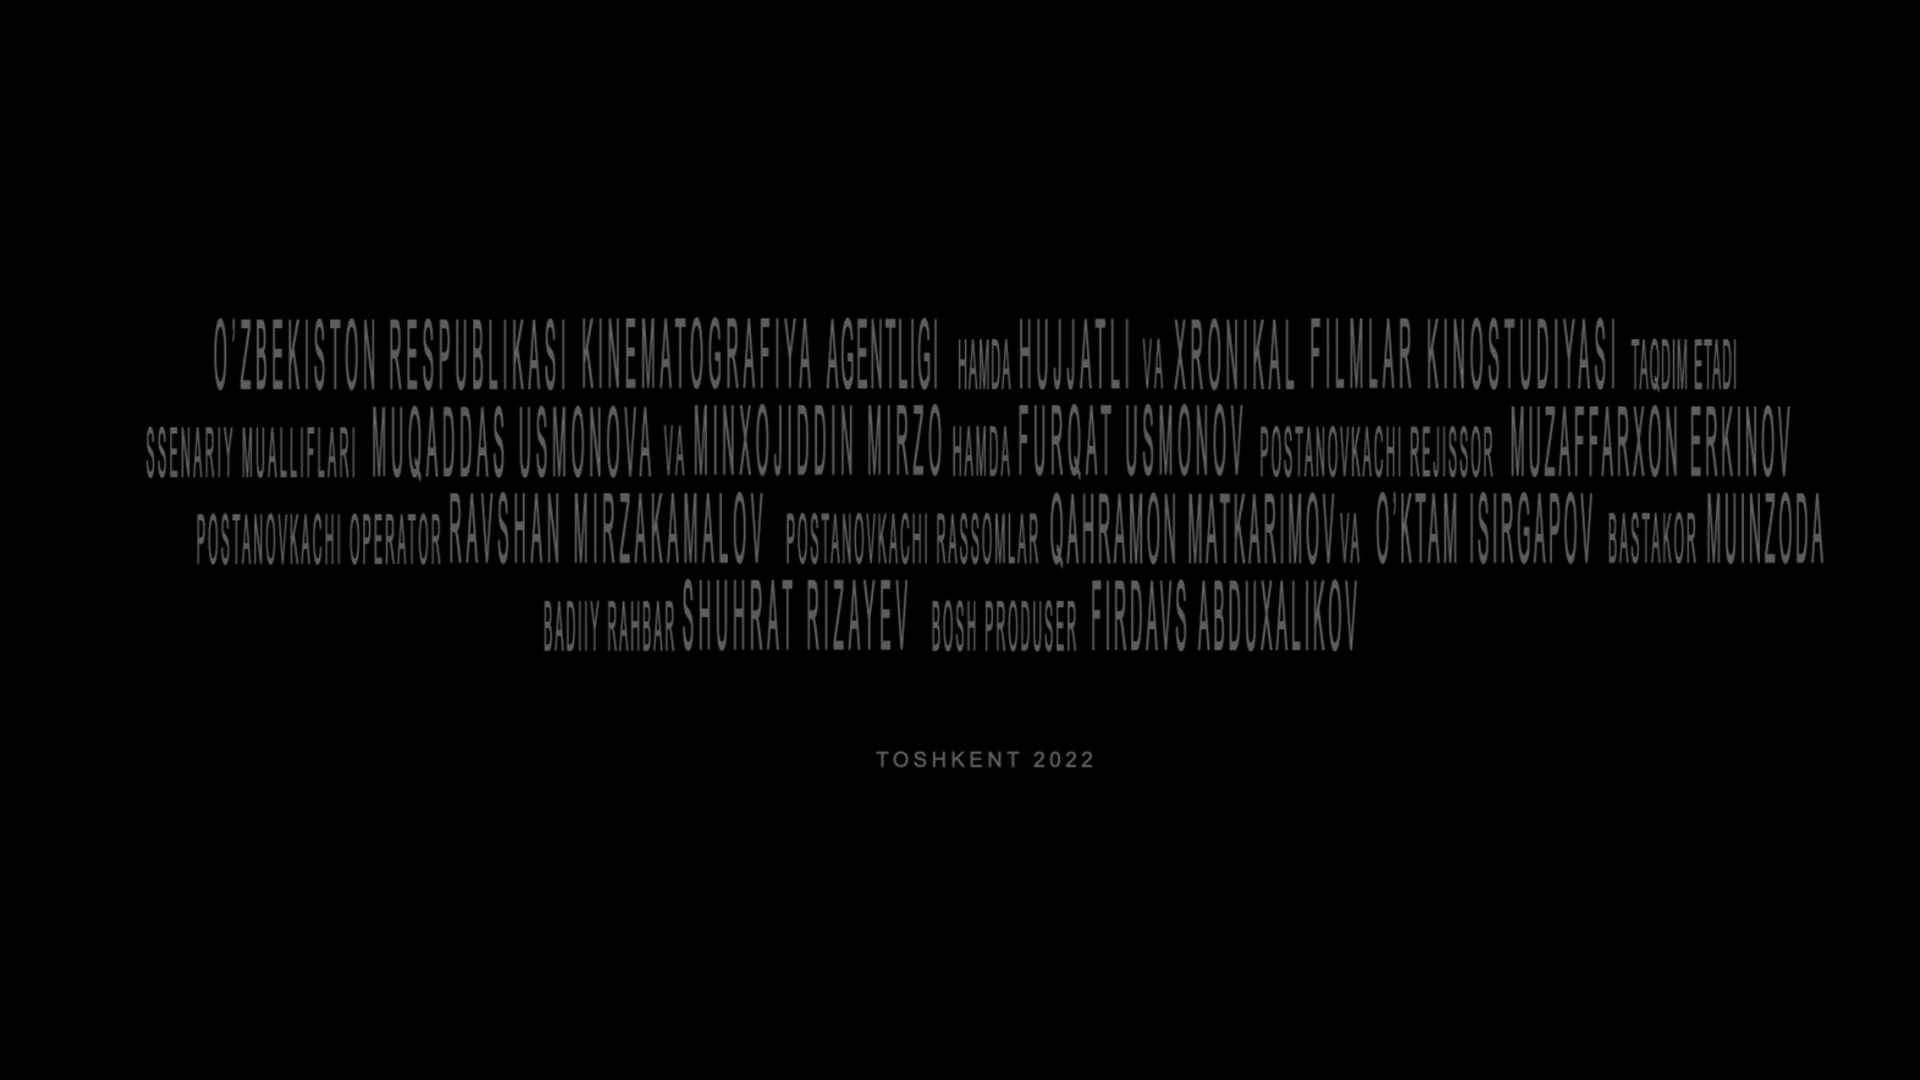 O'ZBEKISTON RESPUBLIKASI KINEMATOGRAFIYA AGENTLIGI HAMDA HUJJATLI VA XRONIKAL FILMLAR KINOSTUDIYASI TAQDIM ETADI
SSENARIY MUALLIFLARI MUQADDAS USMONOVA VA MINXOJIDDIN MIRZO HAMDA FURQAT USMONOV POSTANOVKACHI REJISSOR MUZAFFARXON ERKINOV
POSTANOVKACHI OPERATOR RAVSHAN MIRZAKAMALOV POSTANOVKACHI RASSOMLAR QAHRAMON MATKARIMOV VA O'KTAM ISIRGAPOV BASTAKOR MUINZODA
BADIIY RAHBAR SHUHRAT RIZAYEV BOSH PRODUSER FIRDAVS ABDUXALIKOV
TOSHKENT 2022